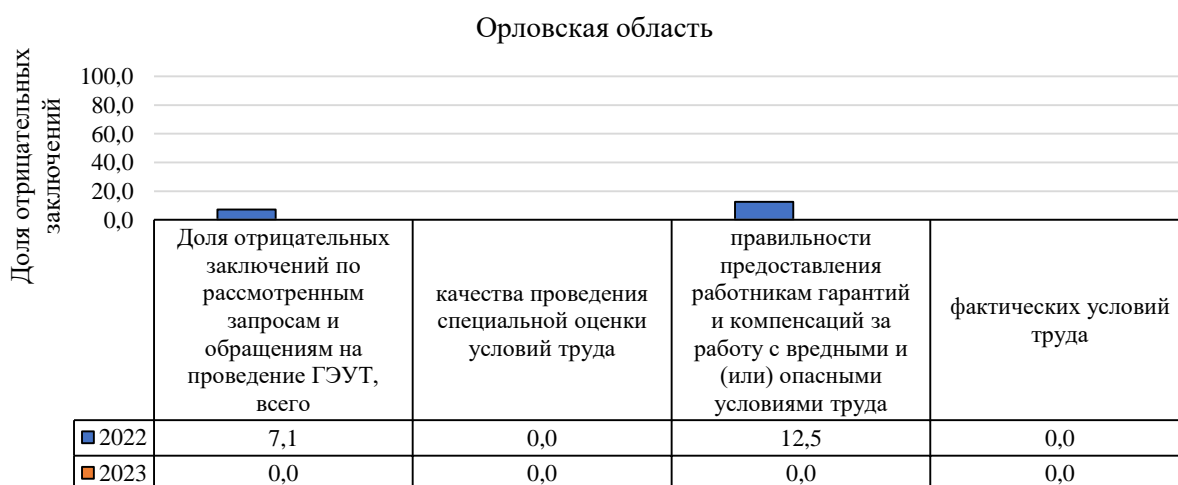 Орловская область
Доля отрицательных
заключений
100,0
80,0
60,0
40,0
20,0
0,0
Доля отрицательных
заключений по
рассмотренным
запросам и
обращениям на
проведение ГЭУТ,
всего
качества проведения
специальной оценки
условий труда
правильности
предоставления
работникам гарантий
и компенсаций за
работу с вредными и
(или) опасными
условиями труда
фактических условий
труда
2022 7,1 0,0 12,5 0,0
2023 0,0 0,0 0,0 0,0